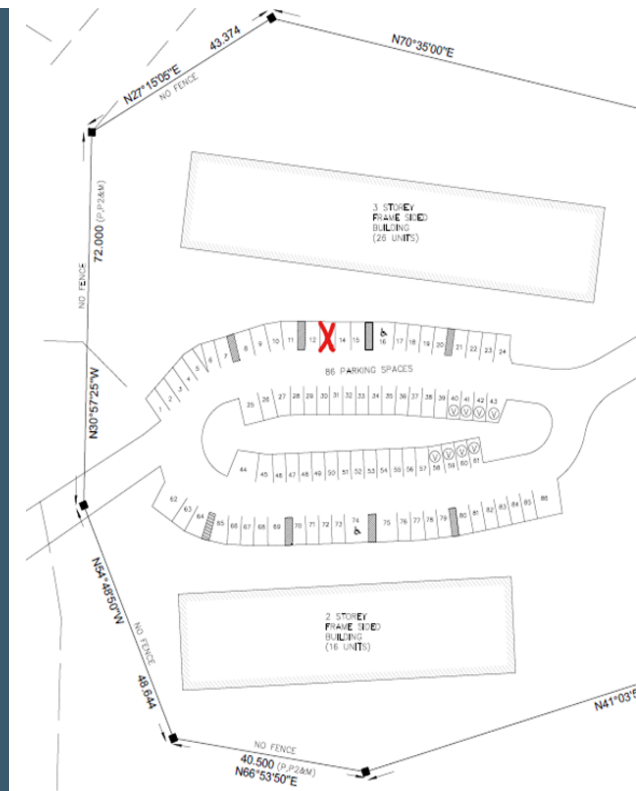 43.374
N27°15'05"E
NO FENCE
N70°35'00"E
72.000 (P,P2&M)
NO FENCE
N30°57'25"W
3 STOREY
FRAME SIDED
BUILDING
(26 UNITS)
1 2 3 4 5 6 7 8 9 10 11 12 X 14 15 16 17 18 19 20 21 22 23 24
86 PARKING SPACES
25 26 27 28 29 30 31 32 33 34 35 36 37 38 39 40 41 42 43
V V V V
V V V V
44 45 46 47 48 49 50 51 52 53 54 55 56 57 58 59 60 61
62 63 64 65 66 67 68 69 70 71 72 73 74 75 76 77 78 79 80 81 82 83 84 85 86
N54°48'50"W
NO FENCE
48.644
2 STOREY
FRAME SIDED
BUILDING
(16 UNITS)
NO FENCE
40.500 (P,P2&M)
N66°53'50"E
N41°03'5